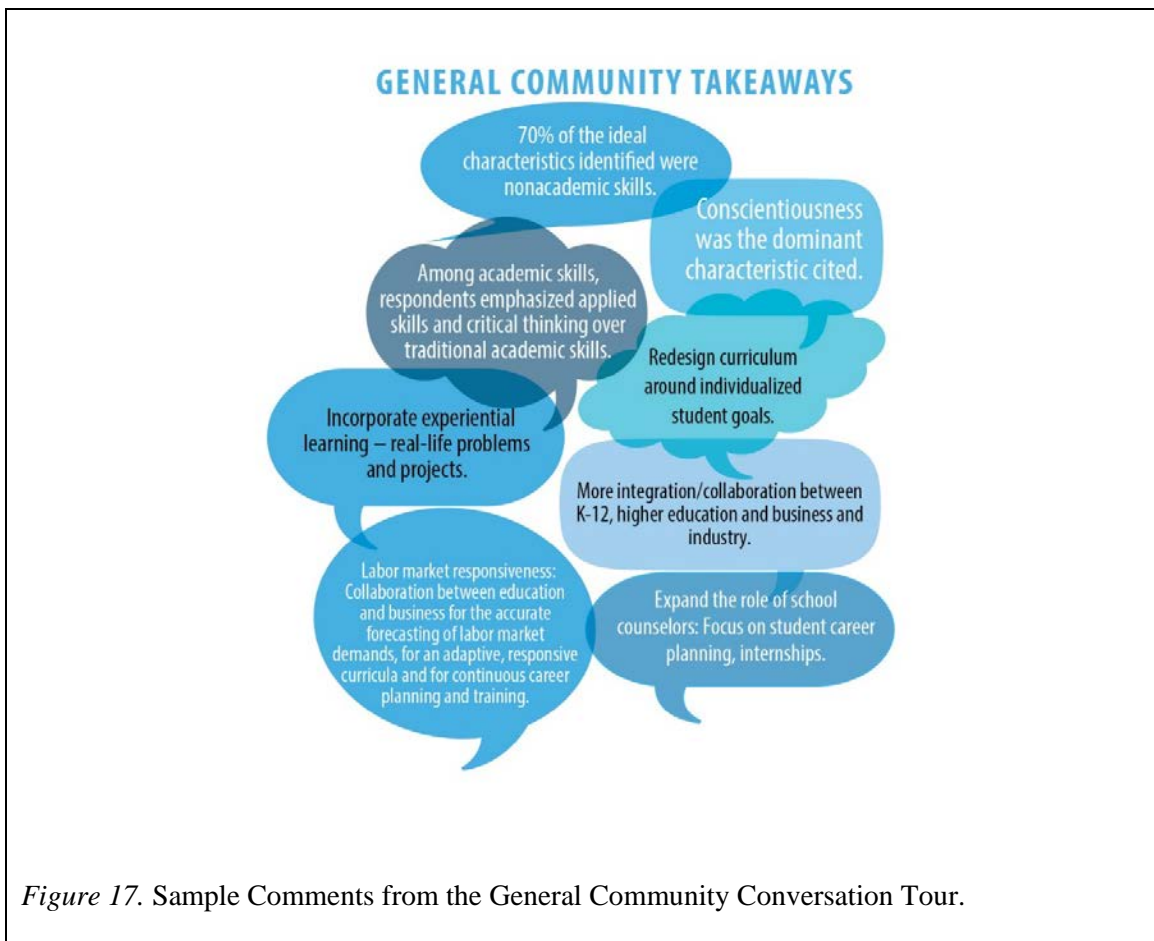 GENERAL COMMUNITY TAKEAWAYS
70% of the ideal
characteristics identified were
nonacademic skills.
Conscientiousness
was the dominant
characteristic cited.
Among academic skills,
respondents emphasized applied
skills and critical thinking over
traditional academic skills.
Redesign curriculum
around individualized
student goals.
Incorporate experiential
learning – real-life problems
and projects.
More integration/collaboration between
K-12, higher education and business and
industry.
Labor market responsiveness:
Collaboration between education
and business for the accurate
forecasting of labor market
demands, for an adaptive, responsive
curricula and for continuous career
planning and training.
Expand the role of school
counselors: Focus on student career
planning, internships.
Figure 17. Sample Comments from the General Community Conversation Tour.